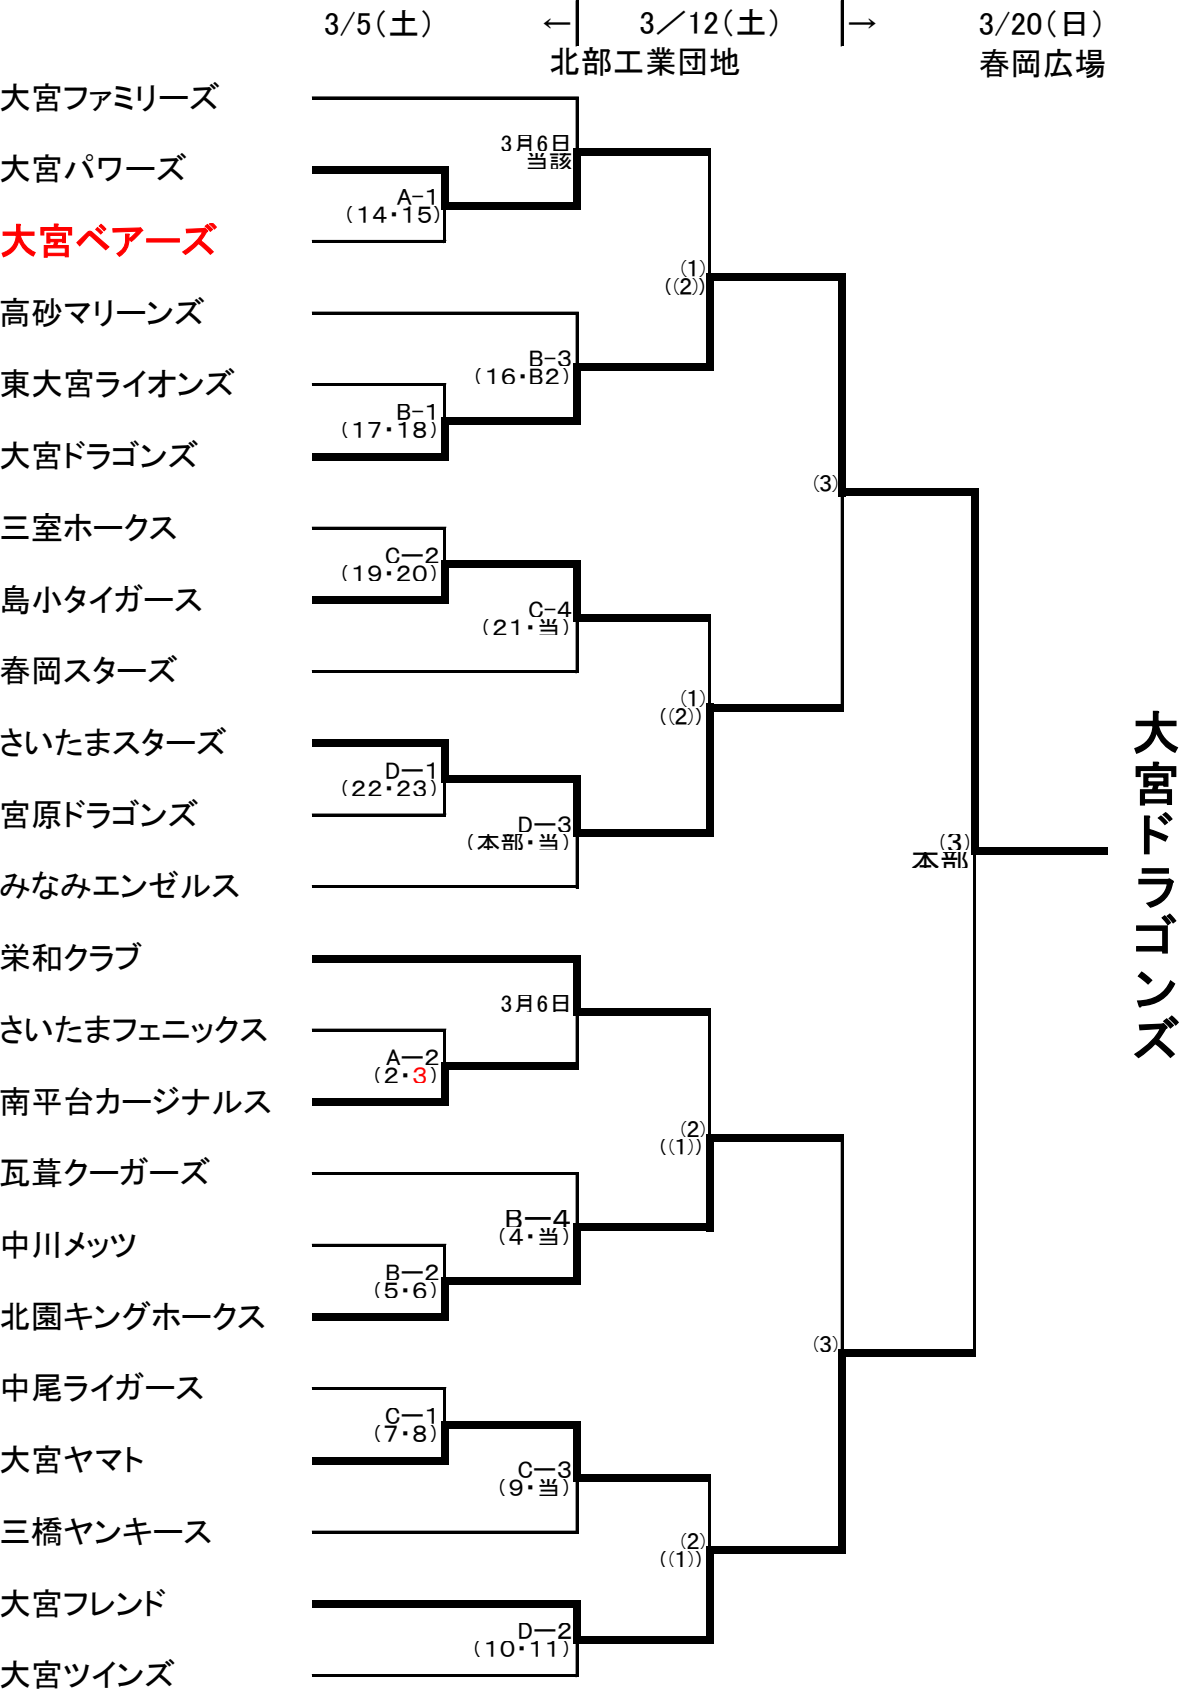 3/5(土) ← 3／12(土) → 3/20(日)
北部工業団地 春岡広場
大宮ファミリーズ
3月6日
当該
大宮パワーズ
A-1
(14・15)
大宮ベアーズ
(1)
((2))
高砂マリーンズ
B-3
(16・B2)
東大宮ライオンズ
B-1
(17・18)
大宮ドラゴンズ
(3)
三室ホークス
C－2
(19・20)
島小タイガース
C-4
(21・当)
春岡スターズ
(1)
((2))
さいたまスターズ
D－1
(22・23)
宮原ドラゴンズ
D－3
(本部・当)
(3)
本部
大宮ドラゴンズ
みなみエンゼルス
栄和クラブ
3月6日
さいたまフェニックス
A－2
(2・3)
南平台カージナルス
(2)
((1))
瓦葺クーガーズ
B－4
(4・当)
中川メッツ
B－2
(5・6)
北園キングホークス
(3)
中尾ライガース
C－1
(7・8)
大宮ヤマト
C－3
(9・当)
三橋ヤンキース
(2)
((1))
大宮フレンド
D－2
(10・11)
大宮ツインズ